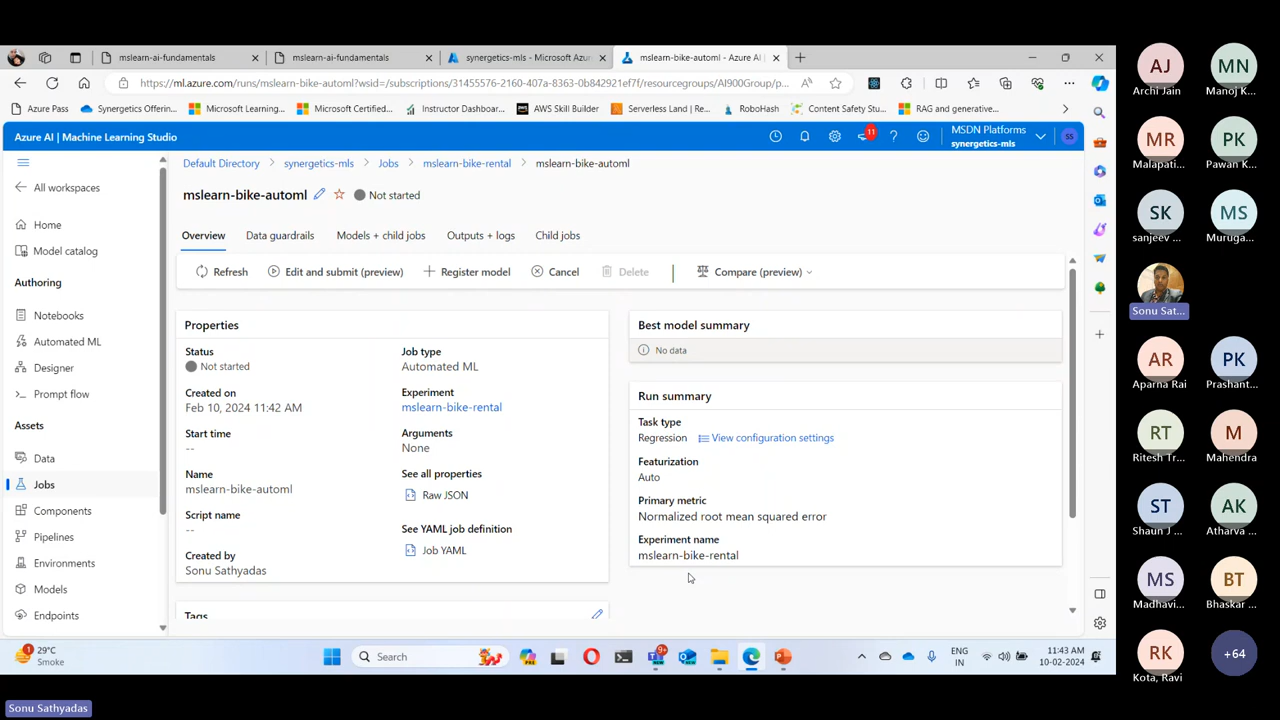 mslearn-ai-fundamentals
mslearn-ai-fundamentals
synergetics-mls - Microsoft Azur
mslearn-bike-automl - Azure AI |
https://ml.azure.com/runs/mslearn-bike-automl?wsid=/subscriptions/31455576-2160-407a-8363-0b842921ef7f/resourcegroups/AI900Group/p...
Azure Pass
Synergetics Offerin...
Microsoft Learning...
Microsoft Certified...
Instructor Dashboar...
AWS Skill Builder
Serverless Land | Re...
RoboHash
Content Safety Stu...
RAG and generative...
Azure AI | Machine Learning Studio
11
MSDN Platforms
synergetics-mls
SS
All workspaces
Home
Model catalog
Authoring
Notebooks
Automated ML
Designer
Prompt flow
Assets
Data
Jobs
Components
Pipelines
Environments
Models
Endpoints
Default Directory > synergetics-mls > Jobs > mslearn-bike-rental > mslearn-bike-automl
mslearn-bike-automl
Not started
Overview
Data guardrails
Models + child jobs
Outputs + logs
Child jobs
Refresh
Edit and submit (preview)
Register model
Cancel
Delete
Compare (preview)
Properties
Status
Not started
Created on
Feb 10, 2024 11:42 AM
Start time
--
Name
mslearn-bike-automl
Script name
--
Created by
Sonu Sathyadas
Job type
Automated ML
Experiment
mslearn-bike-rental
Arguments
None
See all properties
Raw JSON
See YAML job definition
Job YAML
Tags
Best model summary
No data
Run summary
Task type
Regression
View configuration settings
Featurization
Auto
Primary metric
Normalized root mean squared error
Experiment name
mslearn-bike-rental
1
29°C
Smoke
Search
9+
ENG
IN
11:43 AM
10-02-2024
AJ
Archi Jain
MN
Manoj K...
MR
Malapati...
PK
Pawan K...
SK
sanjeev ...
MS
Muruga...
Sonu Sat...
AR
Aparna Rai
PK
Prashant...
RT
Ritesh Tr...
M
Mahendra
ST
Shaun J ...
AK
Atharva ...
MS
Madhavi...
BT
Bhaskar ...
RK
Kota, Ravi
+64
Sonu Sathyadas